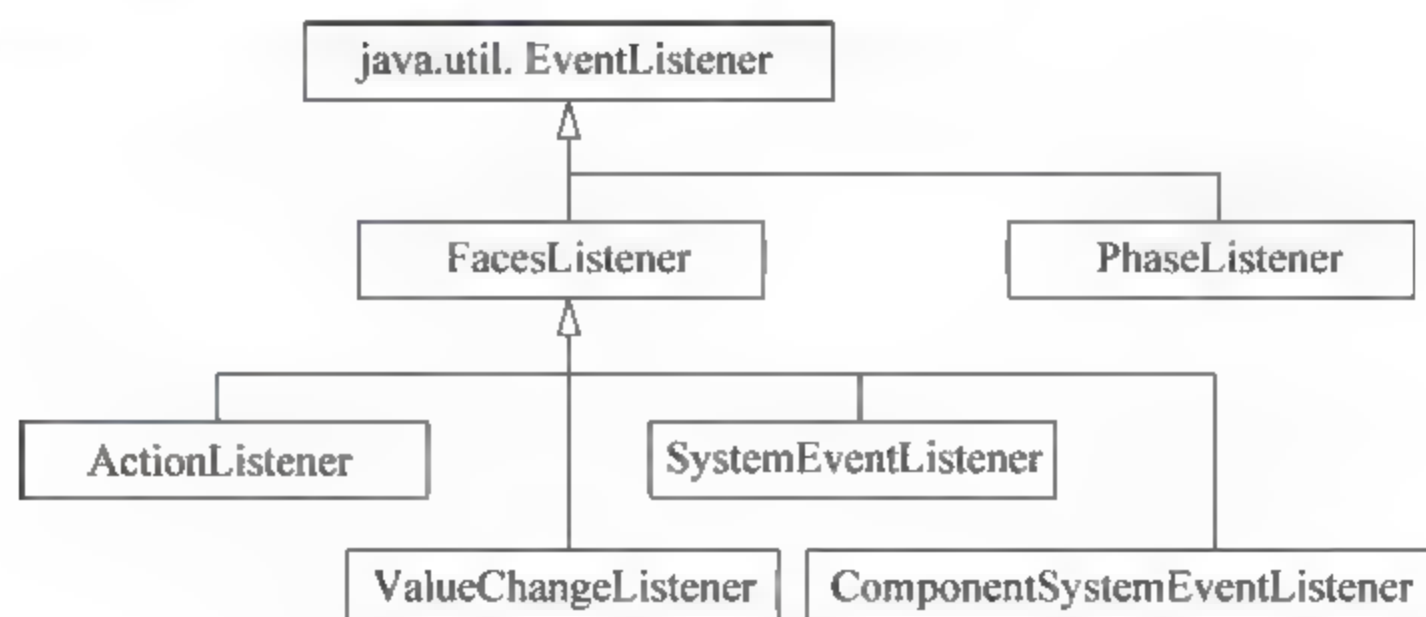 java.util. EventListener
FacesListener
PhaseListener
ActionListener
SystemEventListener
ValueChangeListener
ComponentSystemEventListener